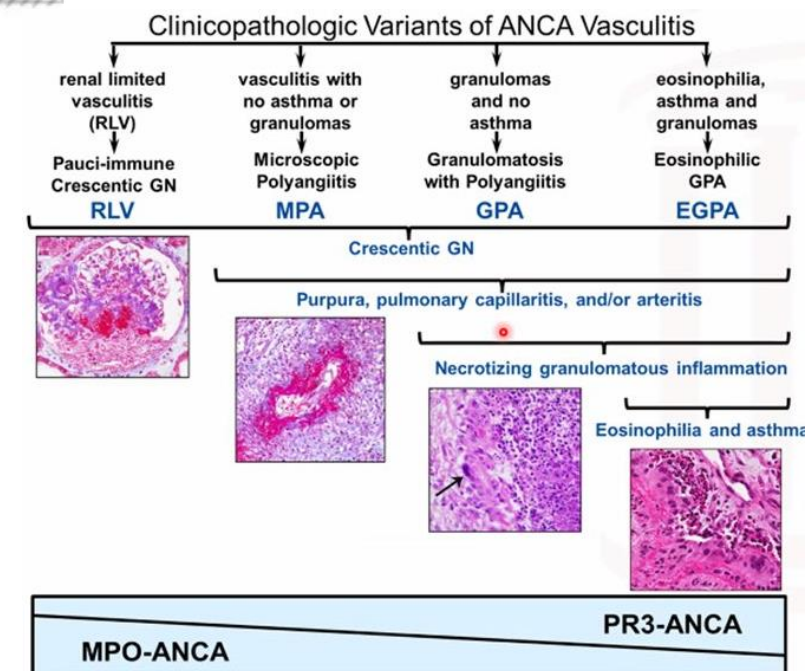 Clinicopathologic Variants of ANCA Vasculitis
renal limited
vasculitis
(RLV)
Pauci-immune
Crescentic GN
RLV
vasculitis with
no asthma or
granulomas
Microscopic
Polyangiitis
MPA
granulomas
and no
asthma
Granulomatosis
with Polyangiitis
GPA
eosinophilia,
asthma and
granulomas
Eosinophilic
GPA
EGPA
Crescentic GN
Purpura, pulmonary capillaritis, and/or arteritis
Necrotizing granulomatous inflammation
Eosinophilia and asthma
PR3-ANCA
MPO-ANCA